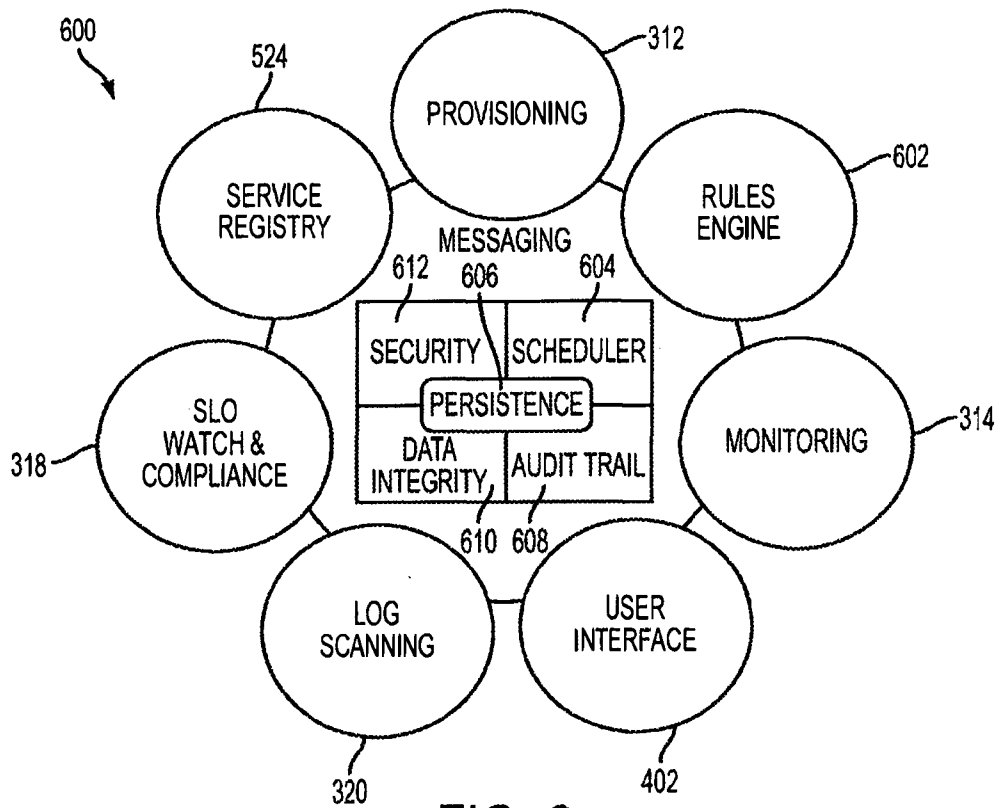 600
312
524
PROVISIONING
602
SERVICE
REGISTRY
RULES
ENGINE
MESSAGING
612
606
604
SECURITY
SCHEDULER
PERSISTENCE
SLO
WATCH &
COMPLIANCE
318
MONITORING
314
DATA
INTEGRITY
AUDIT TRAIL
610
608
LOG
SCANNING
USER
INTERFACE
320
402